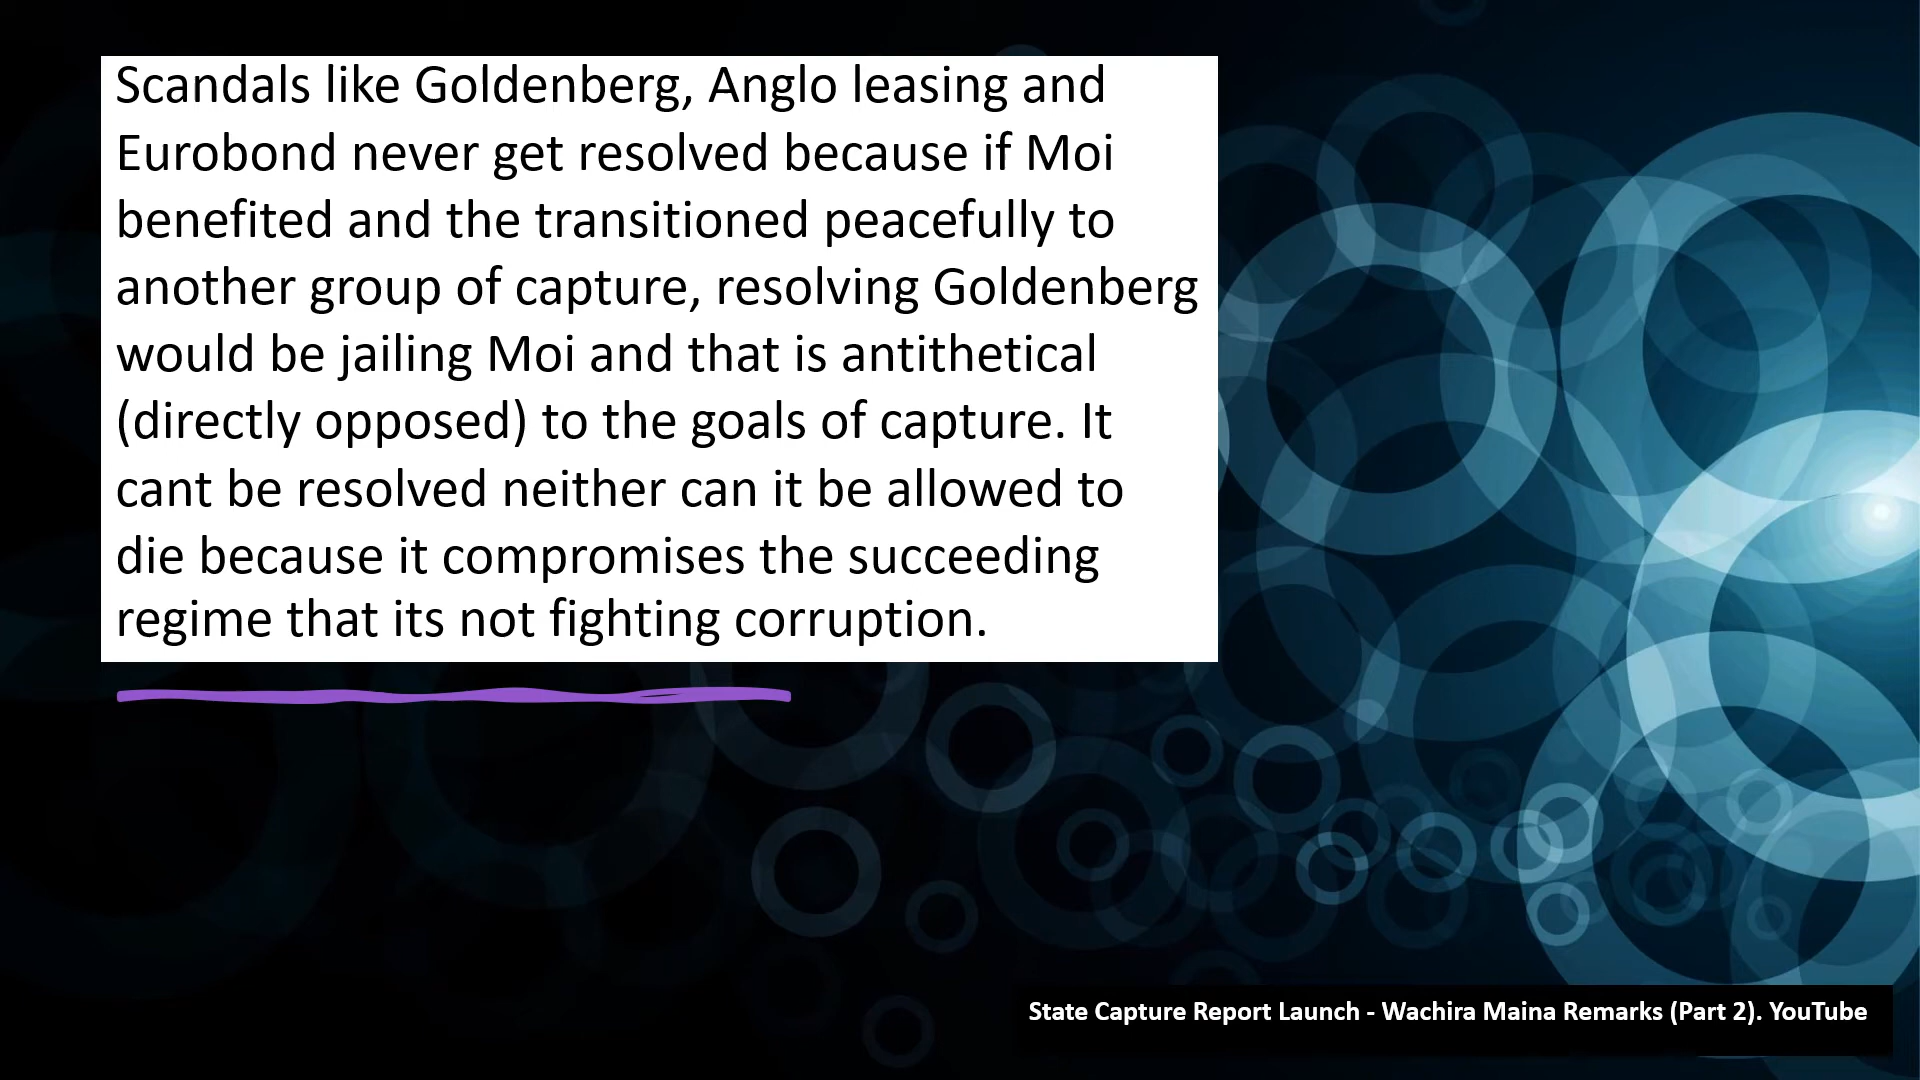 Scandals like Goldenberg, Anglo leasing and
Eurobond never get resolved because if Moi
benefited and the transitioned peacefully to
another group of capture, resolving Goldenberg
would be jailing Moi and that is antithetical
(directly opposed) to the goals of capture. It
cant be resolved neither can it be allowed to
die because it compromises the succeeding
regime that its not fighting corruption.
State Capture Report Launch - Wachira Maina Remarks (Part 2). YouTube